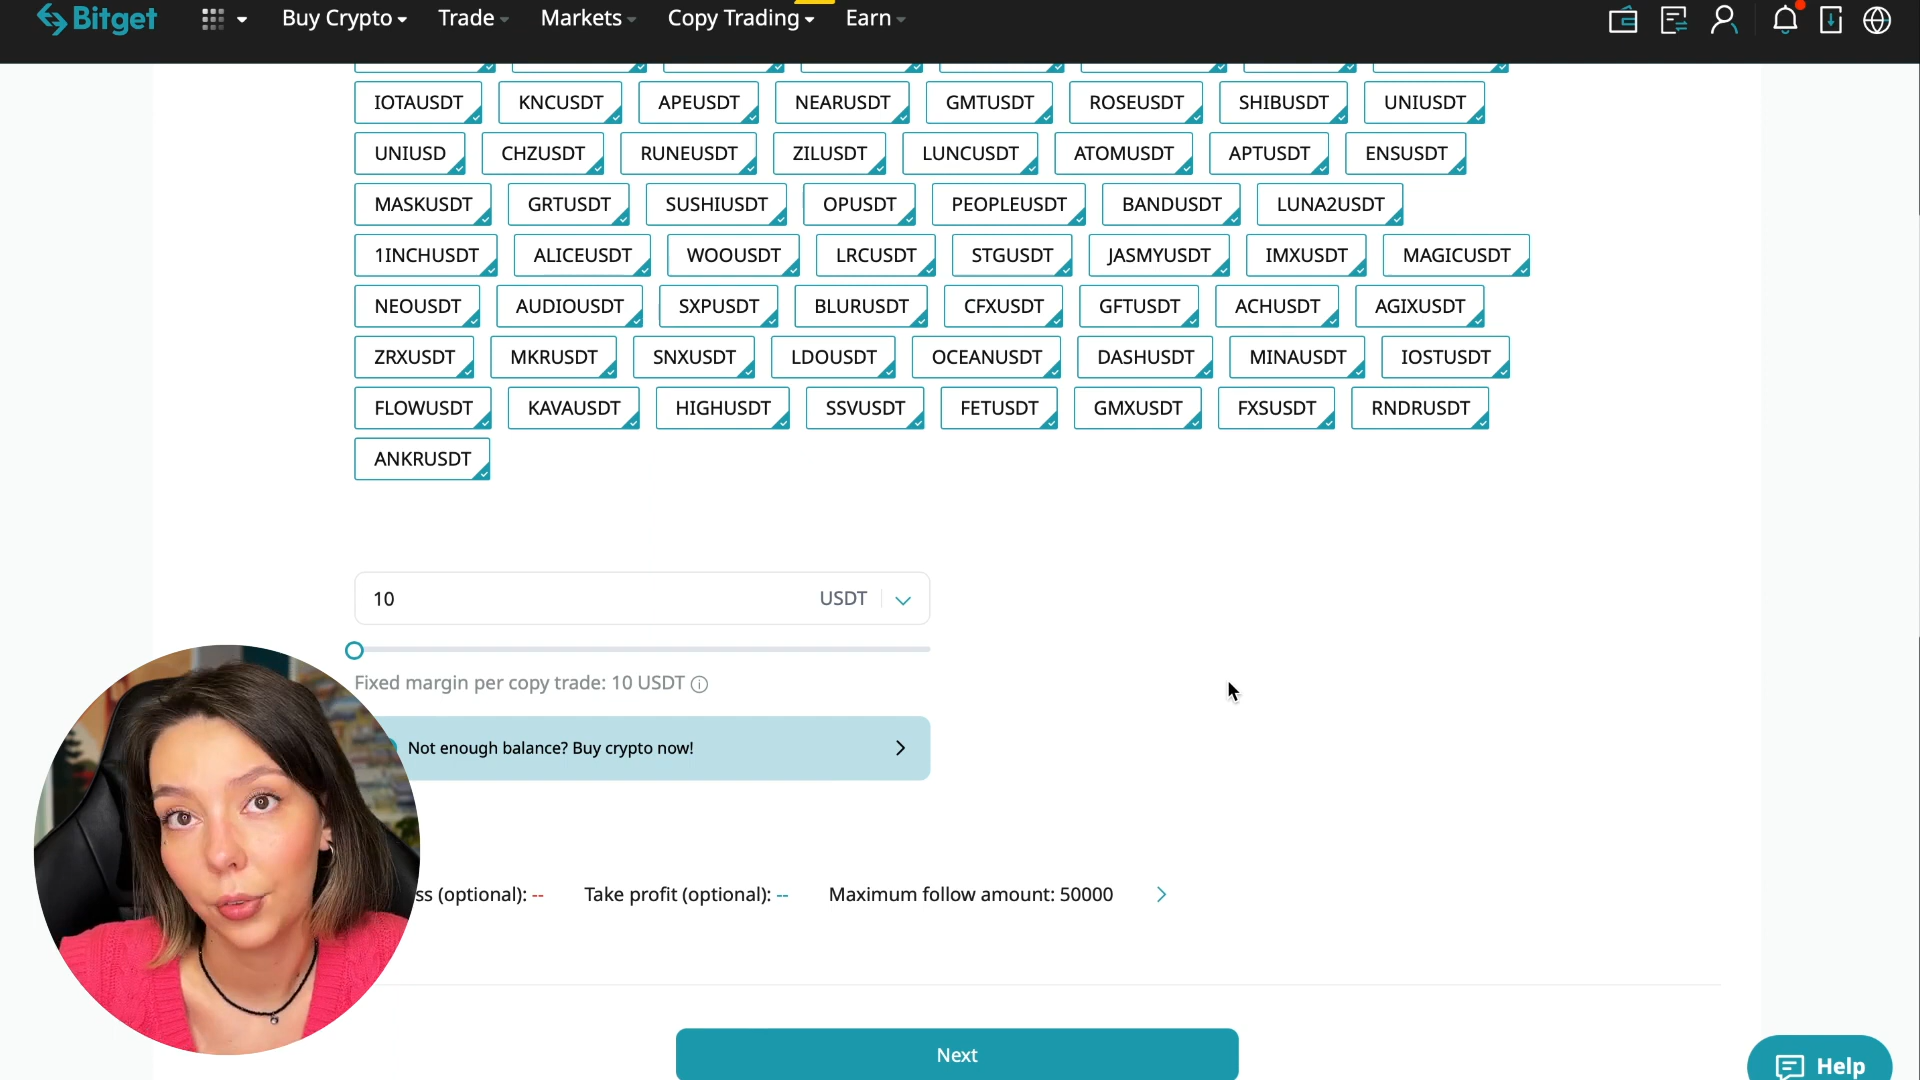 Bitget Buy Crypto Trade Markets Copy Trading Earn
IOTAUSDT KNCUSDT APEUSDT NEARUSDT GMTUSDT ROSEUSDT SHIBUSDT UNIUSDT
UNIUSD CHZUSDT RUNEUSDT ZILUSDT LUNCUSDT ATOMUSDT APTUSDT ENSUSDT
MASKUSDT GRTUSDT SUSHIUSDT OPUSDT PEOPLEUSDT BANDUSDT LUNA2USDT
1INCHUSDT ALICEUSDT WOOUSDT LRCUSDT STGUSDT JASMYUSDT IMXUSDT MAGICUSDT
NEOUSDT AUDIOUSDT SXPUSDT BLURUSDT CFXUSDT GFTUSDT ACHUSDT AGIXUSDT
ZRXUSDT MKRUSDT SNXUSDT LDOUSDT OCEANUSDT DASHUSDT MINAUSDT IOSTUSDT
FLOWUSDT KAVAUSDT HIGHUSDT SSVUSDT FETUSDT GMXUSDT FXSUSDT RNDRUSDT
ANKRUSDT
10 USDT
Fixed margin per copy trade: 10 USDT
Not enough balance? Buy crypto now!
ss (optional): -- Take profit (optional): -- Maximum follow amount: 50000
Next
Help